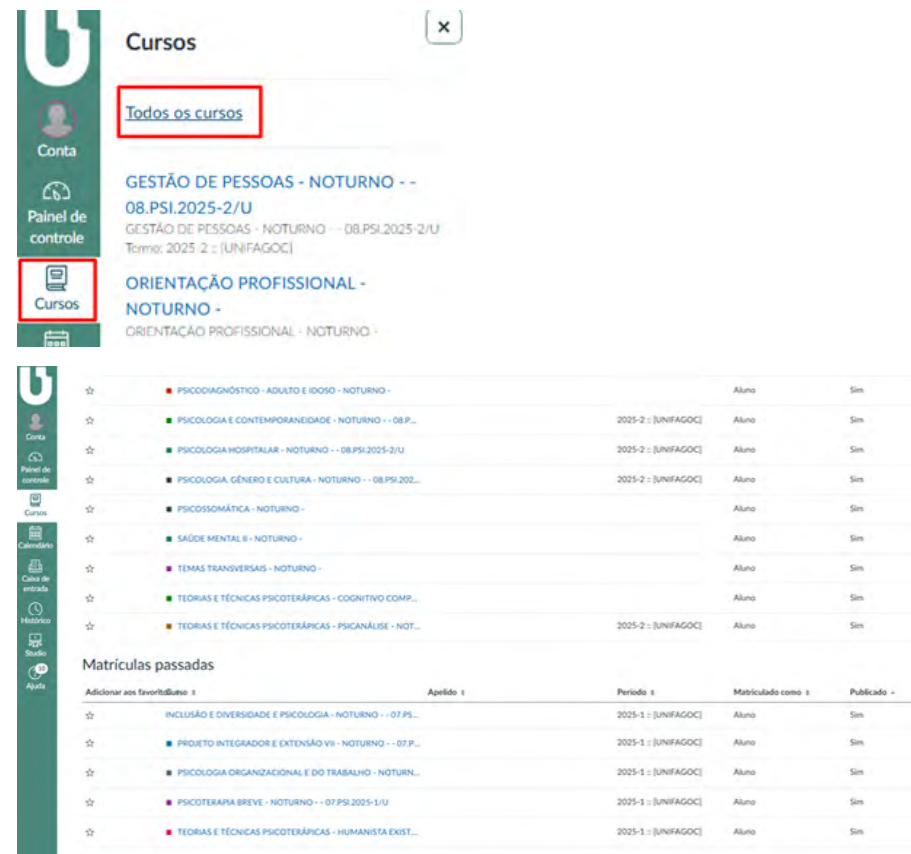 Cursos
Todos os cursos
Conta
GESTÃO DE PESSOAS - NOTURNO - -
08.PSI.2025-2/U
GESTÃO DE PESSOAS - NOTURNO - - 08.PSI.2025-2/U
Termo: 2025-2 :: [UNIFAGOC]
Painel de
controle
ORIENTAÇÃO PROFISSIONAL -
NOTURNO -
ORIENTAÇÃO PROFISSIONAL - NOTURNO -
Cursos
Conta
Painel de
controle
Cursos
Calendário
Caixa de
entrada
Histórico
Studio
10
Ajuda
PSICODIAGNÓSTICO - ADULTO E IDOSO - NOTURNO - Aluno Sim
PSICOLOGIA E CONTEMPORANEIDADE - NOTURNO - - 08.P... 2025-2 :: [UNIFAGOC] Aluno Sim
PSICOLOGIA HOSPITALAR - NOTURNO - - 08.PSI.2025-2/U 2025-2 :: [UNIFAGOC] Aluno Sim
PSICOLOGIA, GÊNERO E CULTURA - NOTURNO - - 08.PSI.202... 2025-2 :: [UNIFAGOC] Aluno Sim
PSICOSSOMÁTICA - NOTURNO - Aluno Sim
SAÚDE MENTAL II - NOTURNO - Aluno Sim
TEMAS TRANSVERSAIS - NOTURNO - Aluno Sim
TEORIAS E TÉCNICAS PSICOTERÁPICAS - COGNITIVO COMP... Aluno Sim
TEORIAS E TÉCNICAS PSICOTERÁPICAS - PSICANÁLISE - NOT... 2025-2 :: [UNIFAGOC] Aluno Sim
Matrículas passadas
Adicionar aos favoritos Curso Apelido Período Matriculado como Publicado
INCLUSÃO E DIVERSIDADE E PSICOLOGIA - NOTURNO - - 07.PS... 2025-1 :: [UNIFAGOC] Aluno Sim
PROJETO INTEGRADOR E EXTENSÃO VII - NOTURNO - - 07.P... 2025-1 :: [UNIFAGOC] Aluno Sim
PSICOLOGIA ORGANIZACIONAL E DO TRABALHO - NOTURN... 2025-1 :: [UNIFAGOC] Aluno Sim
PSICOTERAPIA BREVE - NOTURNO - - 07.PSI.2025-1/U 2025-1 :: [UNIFAGOC] Aluno Sim
TEORIAS E TÉCNICAS PSICOTERÁPICAS - HUMANISTA EXIST... 2025-1 :: [UNIFAGOC] Aluno Sim